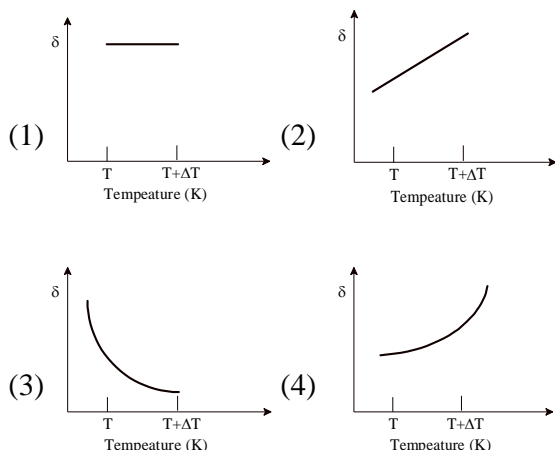 δ
(1)
T T+ΔT
Tempeature (K)
δ
(2)
T T+ΔT
Tempeature (K)
δ
(3)
T T+ΔT
Tempeature (K)
δ
(4)
T T+ΔT
Tempeature (K)